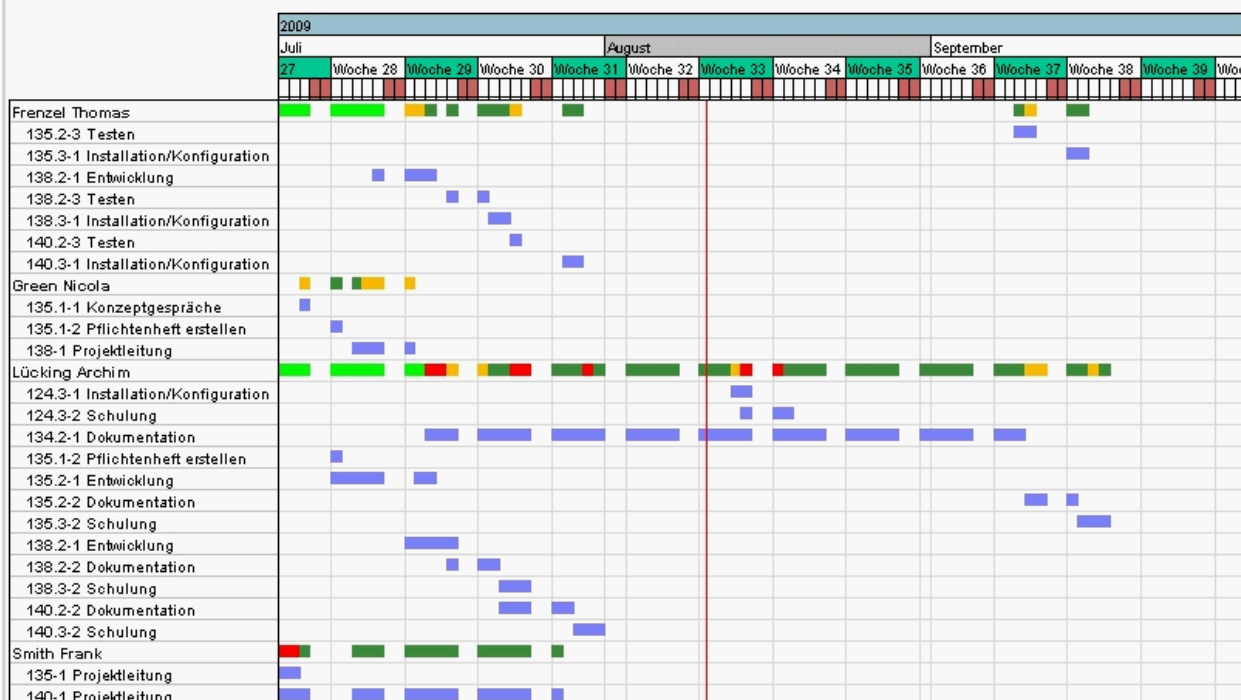 2009
Juli August September
27 Woche 28 Woche 29 Woche 30 Woche 31 Woche 32 Woche 33 Woche 34 Woche 35 Woche 36 Woche 37 Woche 38 Woche 39 Woc
Frenzel Thomas
135.2-3 Testen
135.3-1 Installation/Konfiguration
138.2-1 Entwicklung
138.2-3 Testen
138.3-1 Installation/Konfiguration
140.2-3 Testen
140.3-1 Installation/Konfiguration
Green Nicola
135.1-1 Konzeptgespräche
135.1-2 Pflichtenheft erstellen
138-1 Projektleitung
Lücking Archim
124.3-1 Installation/Konfiguration
124.3-2 Schulung
134.2-1 Dokumentation
135.1-2 Pflichtenheft erstellen
135.2-1 Entwicklung
135.2-2 Dokumentation
135.3-2 Schulung
138.2-1 Entwicklung
138.2-2 Dokumentation
138.3-2 Schulung
140.2-2 Dokumentation
140.3-2 Schulung
Smith Frank
135-1 Projektleitung
140-1 Projektleitung